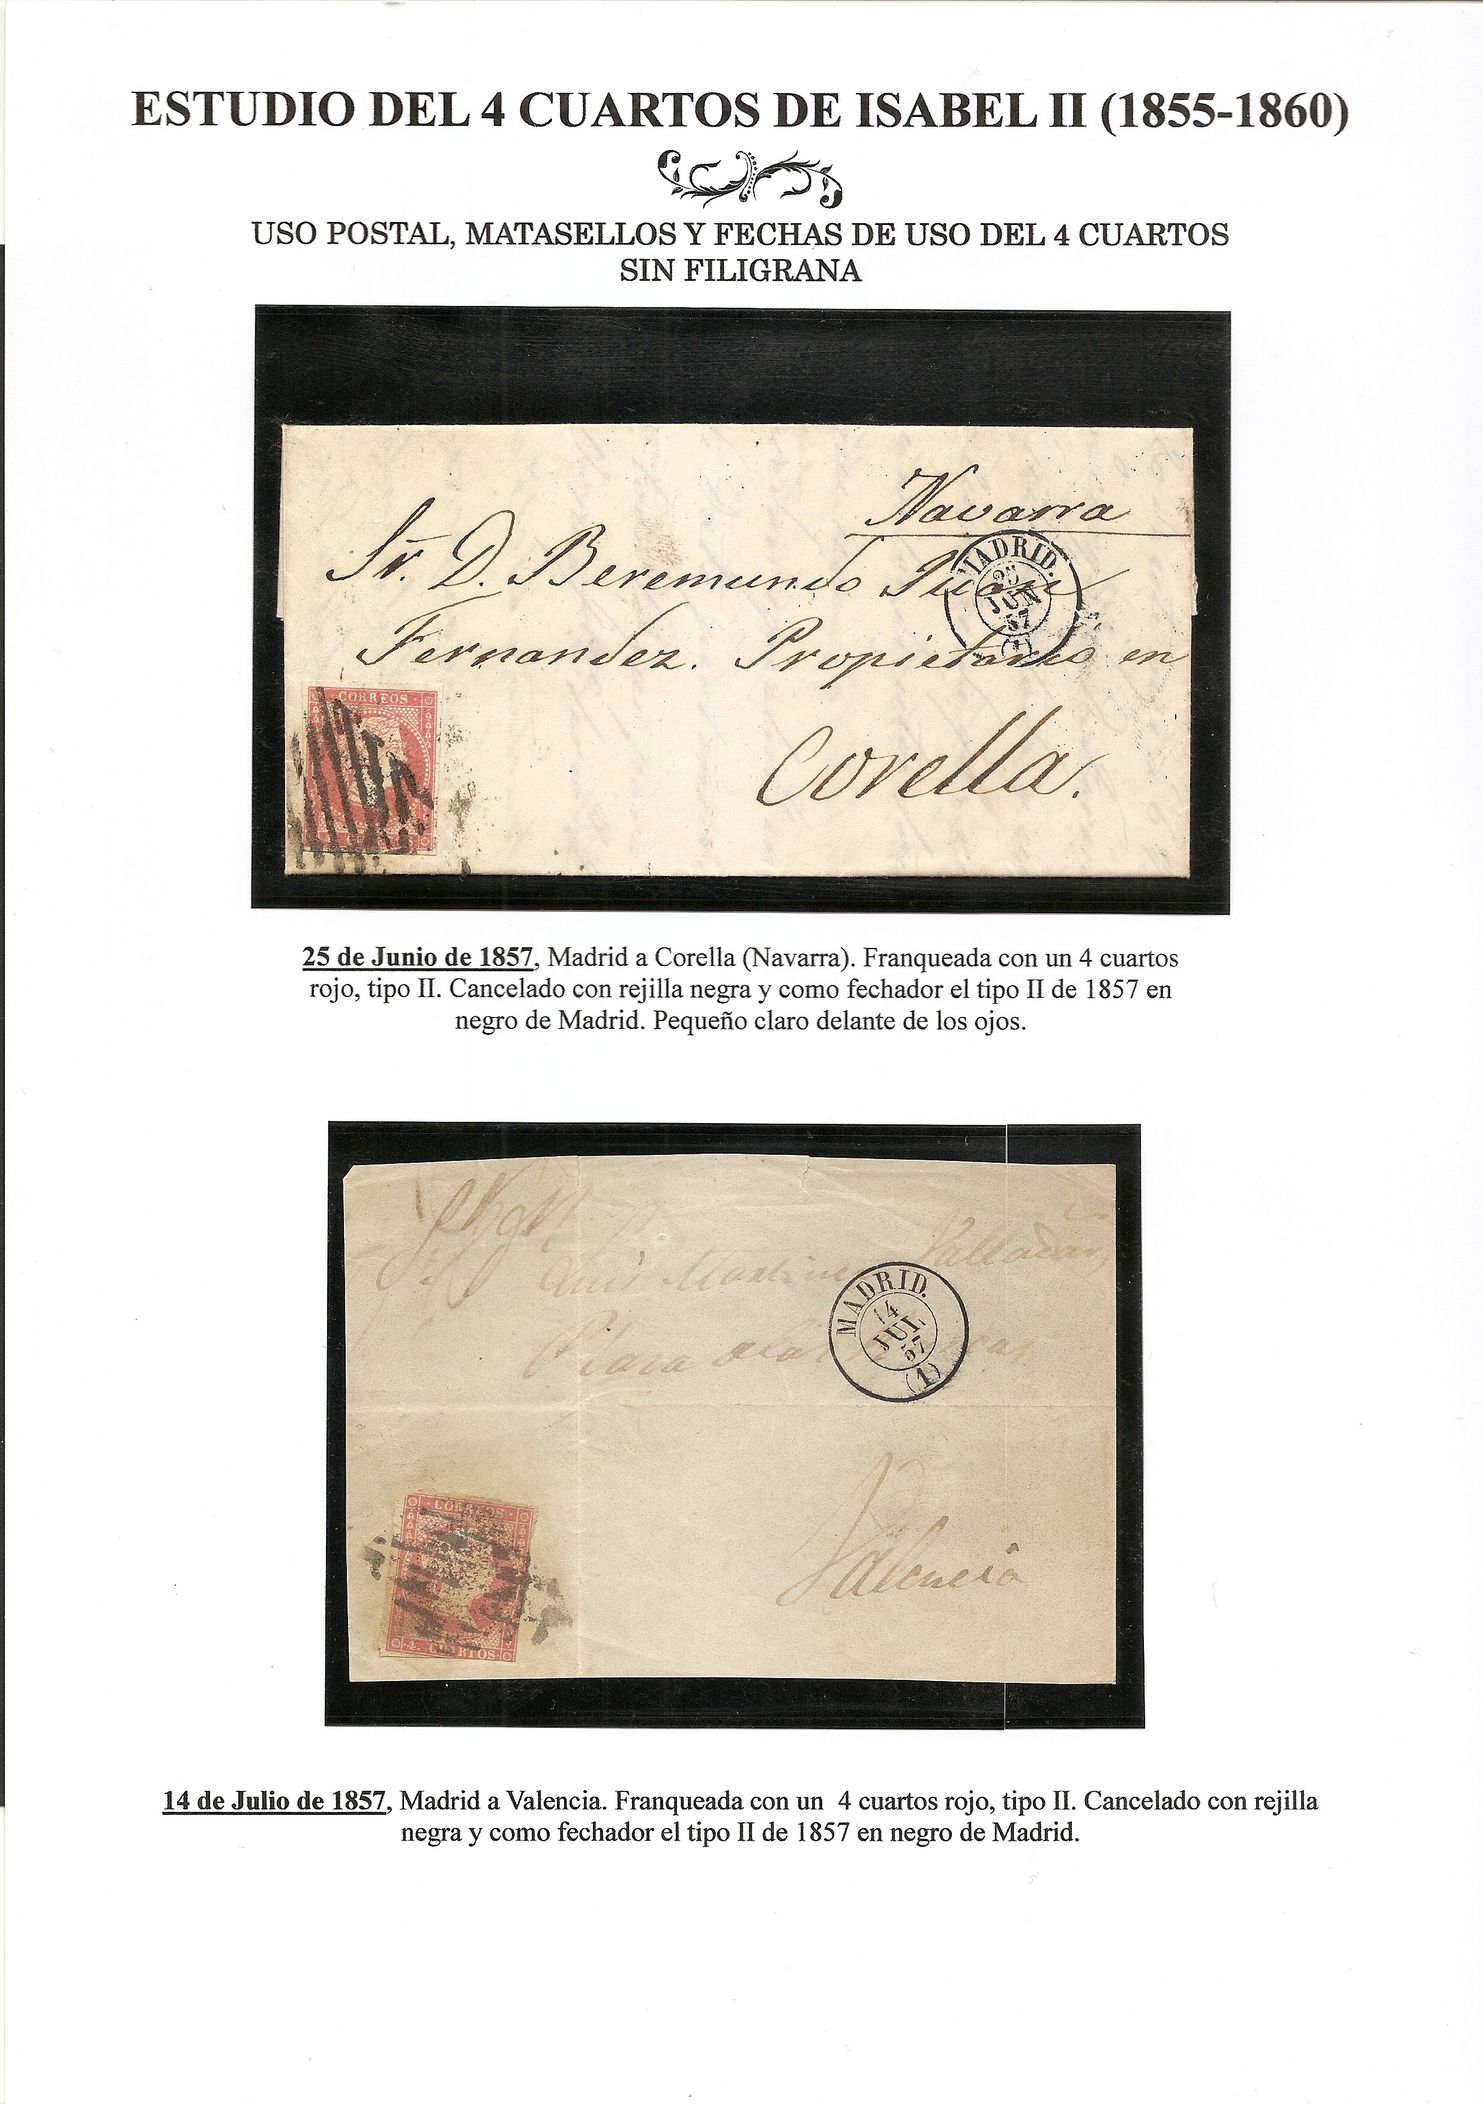 ESTUDIO DEL 4 CUARTOS DE ISABEL II (1855-1860)
USO POSTAL, MATASELLOS Y FECHAS DE USO DEL 4 CUARTOS
SIN FILIGRANA
Navarra
Sr. D. Beremundo Juan
Fernandez. Propietario en
Corella.
MADRID.
JUN
57
(1)
CORREOS
25 de Junio de 1857, Madrid a Corella (Navarra). Franqueada con un 4 cuartos
rojo, tipo II. Cancelado con rejilla negra y como fechador el tipo II de 1857 en
negro de Madrid. Pequeño claro delante de los ojos.
Martinez
MADRID.
14
JUL
57
(1)
Valencia
CORREOS
4. CUARTOS
14 de Julio de 1857, Madrid a Valencia. Franqueada con un 4 cuartos rojo, tipo II. Cancelado con rejilla
negra y como fechador el tipo II de 1857 en negro de Madrid.